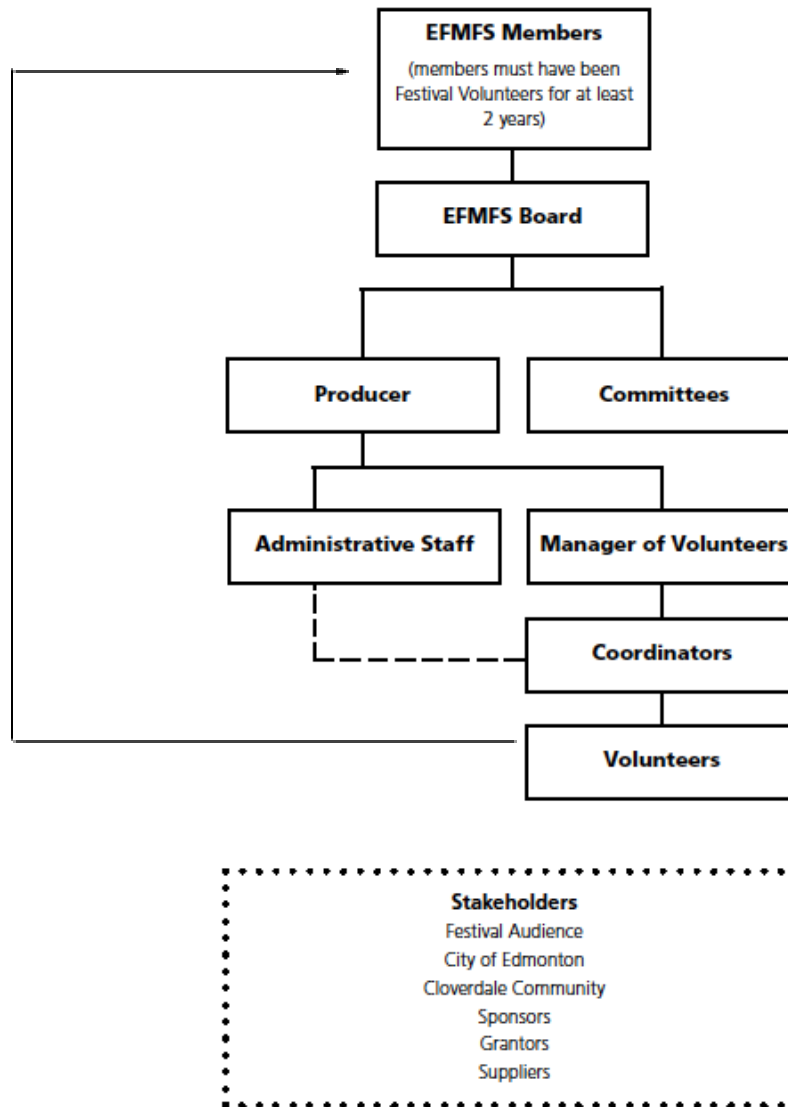 EFMFS Members
(members must have been
Festival Volunteers for at least
2 years)
EFMFS Board
Producer
Committees
Administrative Staff
Manager of Volunteers
Coordinators
Volunteers
Stakeholders
Festival Audience
City of Edmonton
Cloverdale Community
Sponsors
Grantors
Suppliers